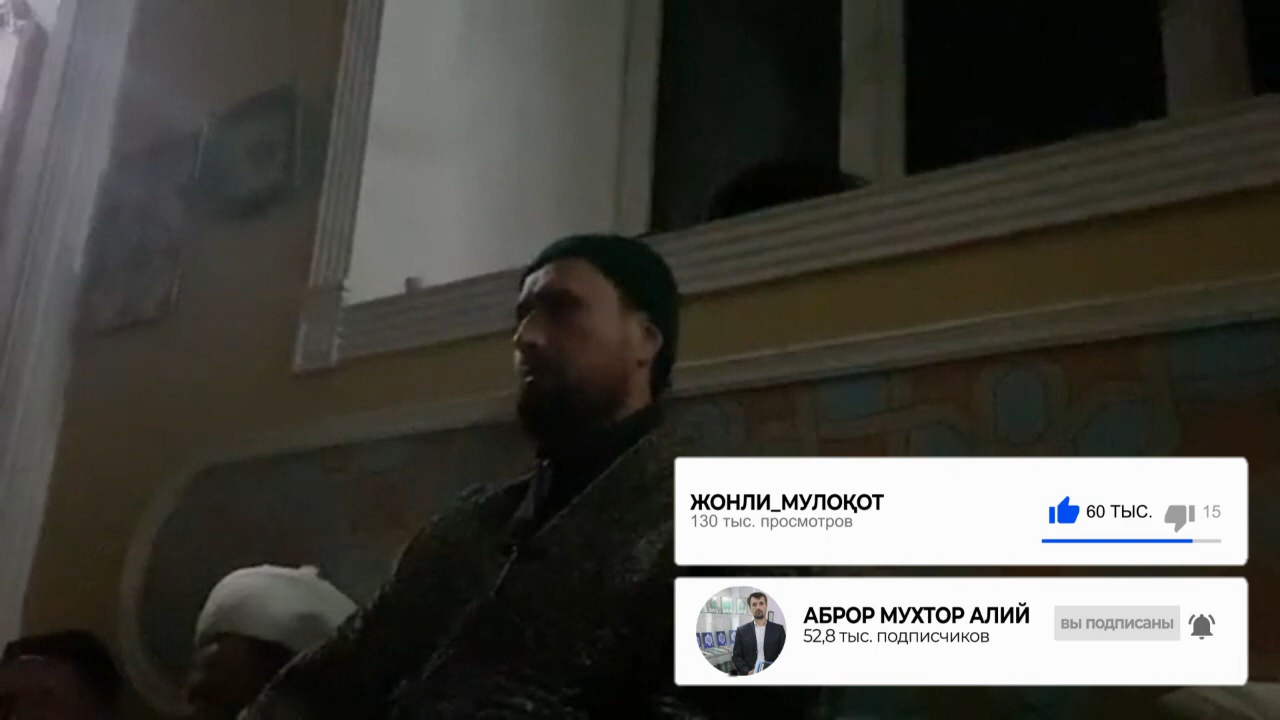 ЖОНЛИ_МУЛОҚОТ
130 тыс. просмотров
60 ТЫС. 15
АБРОР МУХТОР АЛИЙ
52,8 тыс. подписчиков
вы подписаны